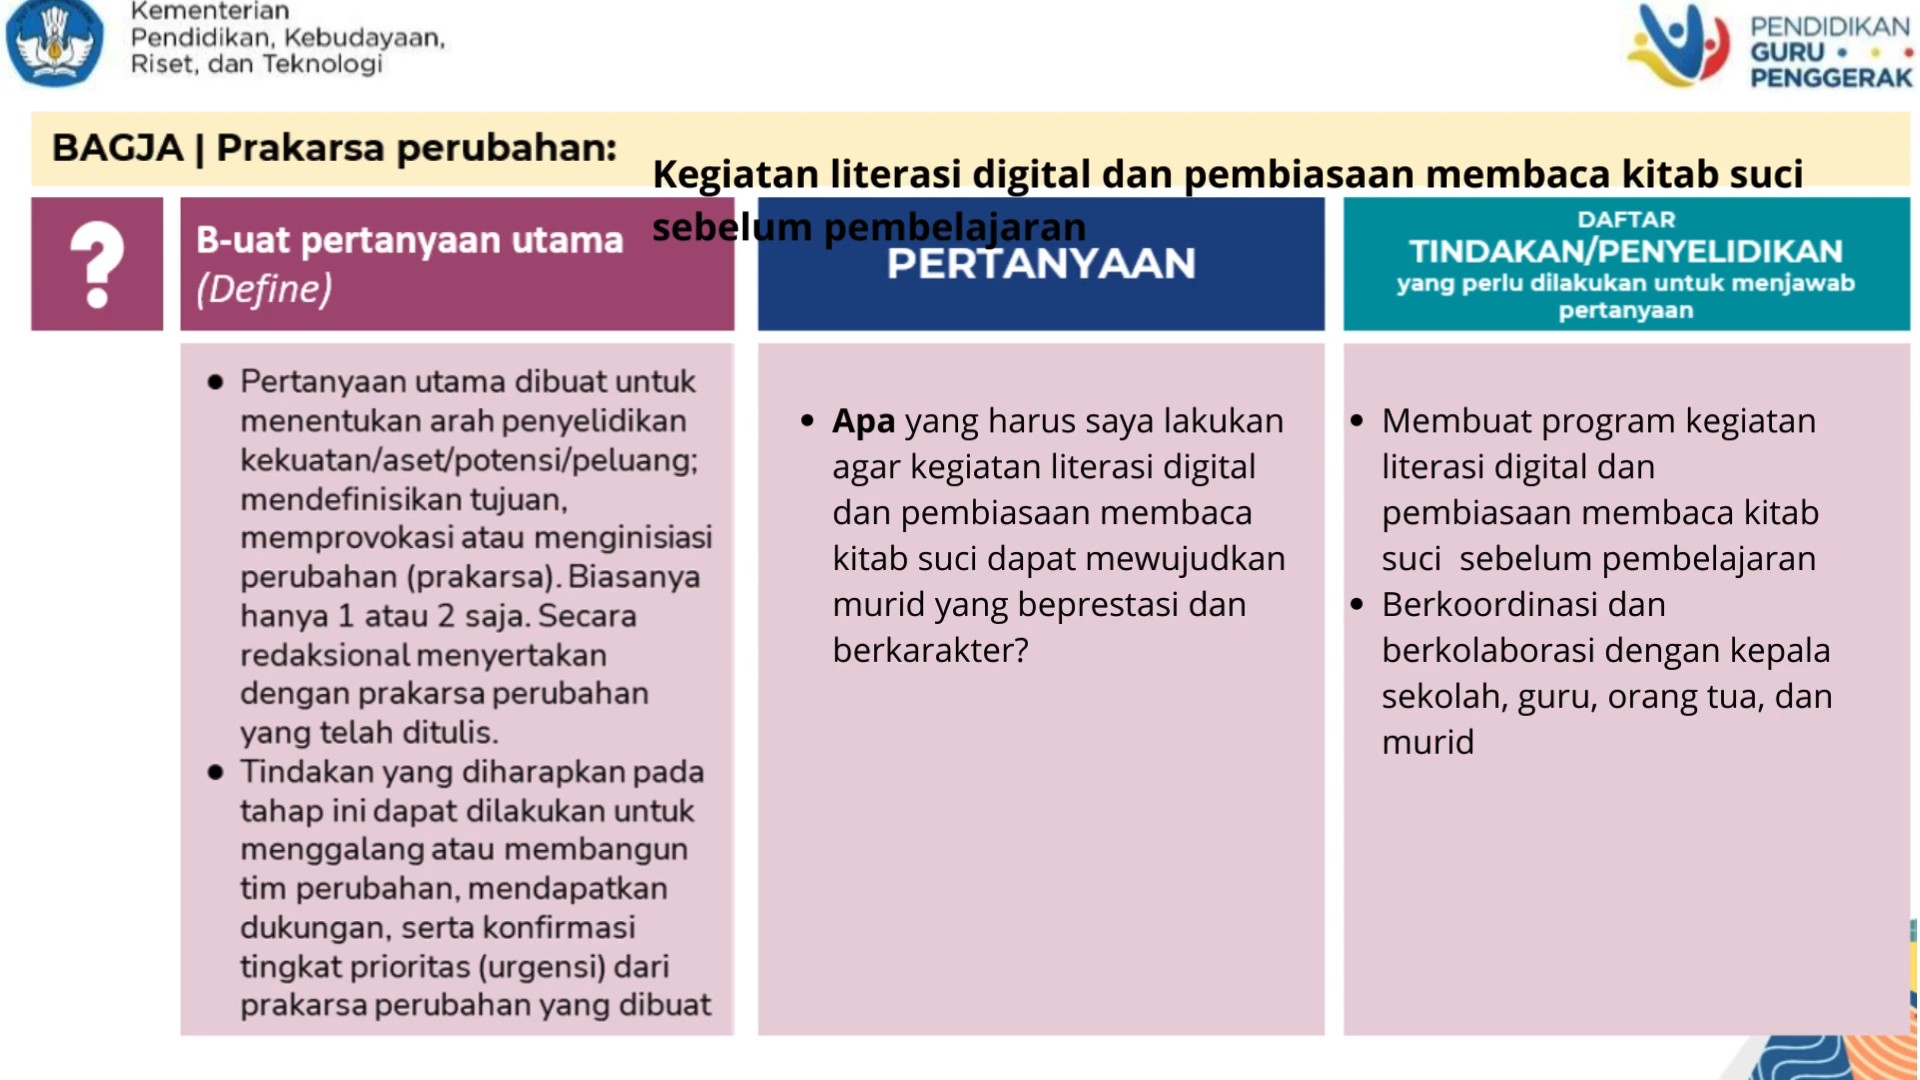 Kementerian
Pendidikan, Kebudayaan,
Riset, dan Teknologi
PENDIDIKAN
GURU
PENGGERAK
BAGJA | Prakarsa perubahan:
Kegiatan literasi digital dan pembiasaan membaca kitab suci
sebelum pembelajaran
?
B-uat pertanyaan utama
(Define)
PERTANYAAN
DAFTAR
TINDAKAN/PENYELIDIKAN
yang perlu dilakukan untuk menjawab
pertanyaan
● Pertanyaan utama dibuat untuk
menentukan arah penyelidikan
kekuatan/aset/potensi/peluang;
mendefinisikan tujuan,
memprovokasi atau menginisiasi
perubahan (prakarsa). Biasanya
hanya 1 atau 2 saja. Secara
redaksional menyertakan
dengan prakarsa perubahan
yang telah ditulis.
● Tindakan yang diharapkan pada
tahap ini dapat dilakukan untuk
menggalang atau membangun
tim perubahan, mendapatkan
dukungan, serta konfirmasi
tingkat prioritas (urgensi) dari
prakarsa perubahan yang dibuat
• Apa yang harus saya lakukan
agar kegiatan literasi digital
dan pembiasaan membaca
kitab suci dapat mewujudkan
murid yang beprestasi dan
berkarakter?
• Membuat program kegiatan
literasi digital dan
pembiasaan membaca kitab
suci  sebelum pembelajaran
• Berkoordinasi dan
berkolaborasi dengan kepala
sekolah, guru, orang tua, dan
murid